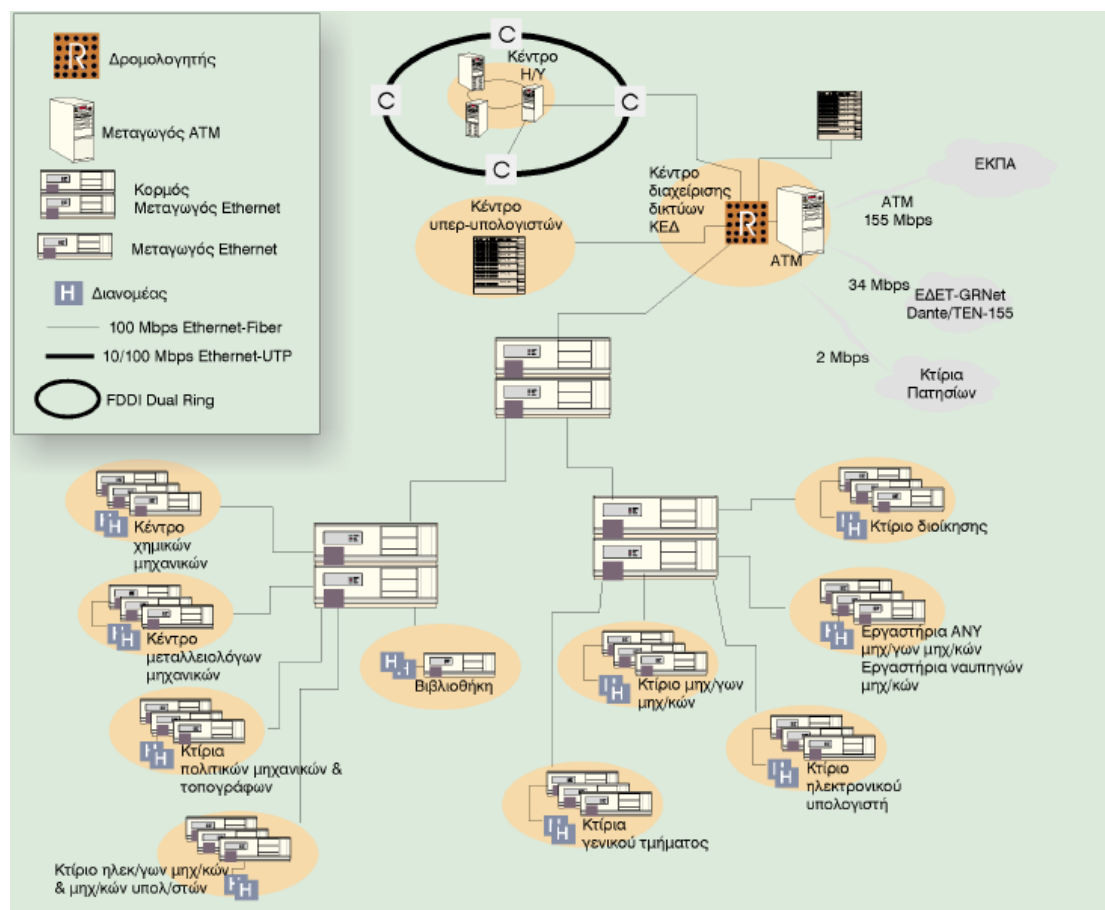 R
Δρομολογητής
Μεταγωγός ATM
Κορμός
Μεταγωγός Ethernet
Μεταγωγός Ethernet
H
Διανομέας
100 Mbps Ethernet-Fiber
10/100 Mbps Ethernet-UTP
FDDI Dual Ring
C
C
C
C
Κέντρο
Η/Υ
Κέντρο
υπερ-υπολογιστών
Κέντρο
διαχείρισης
δικτύων
ΚΕΔ
R
ATM
ΕΚΠΑ
ATM
155 Mbps
34 Mbps
ΕΔΕΤ-GRNet
Dante/TEN-155
2 Mbps
Κτίρια
Πατησίων
H
H
Κέντρο
χημικών
μηχανικών
H
H
Κέντρο
μεταλλειολόγων
μηχανικών
H
H
Κτίρια
πολιτικών μηχανικών &
τοπογράφων
Κτίριο ηλεκ/γων μηχ/κών
& μηχ/κών υπολ/στών
H
H
H
H
Βιβλιοθήκη
H
H
Κτίριο μηχ/γων
μηχ/κών
H
H
Κτίρια
γενικού τμήματος
H
H
Κτίριο διοίκησης
H
H
Εργαστήρια ΑΝΥ
μηχ/γων μηχ/κών
Εργαστήρια ναυπηγών
μηχ/κών
H
H
Κτίριο
ηλεκτρονικού
υπολογιστή